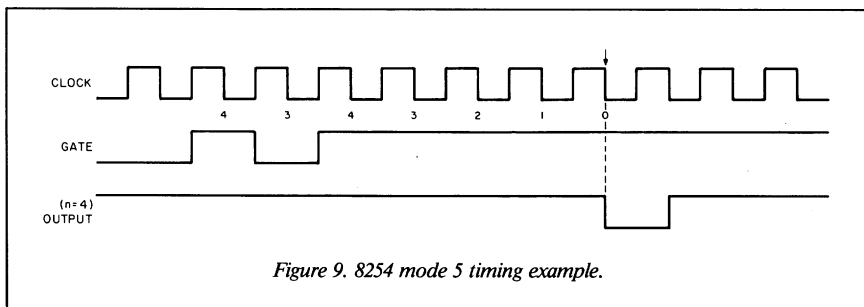 CLOCK
4 3 4 3 2 1 0
GATE
(n=4)
OUTPUT
Figure 9. 8254 mode 5 timing example.